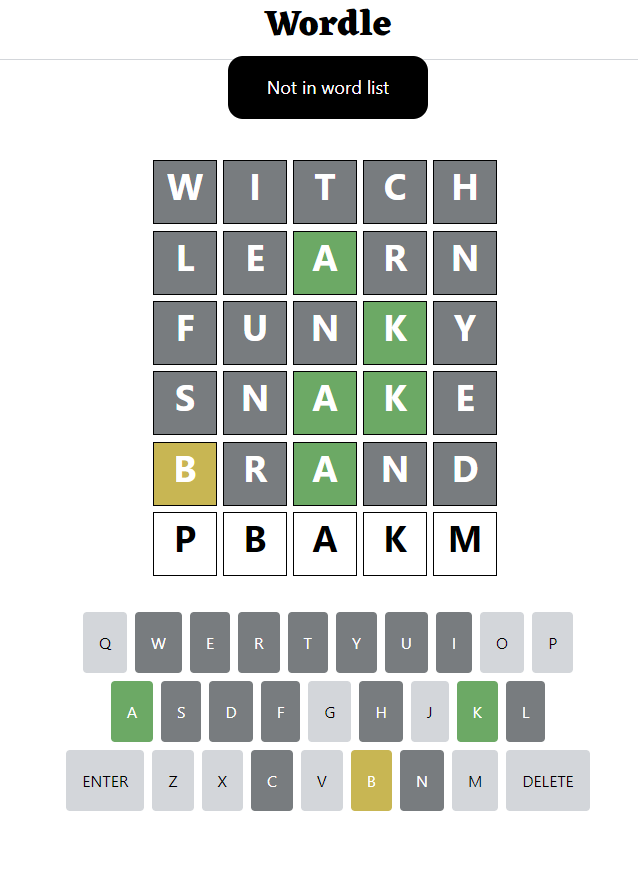 Wordle
Not in word list
W I T C H
L E A R N
F U N K Y
S N A K E
B R A N D
P B A K M
Q W E R T Y U I O P
A S D F G H J K L
ENTER Z X C V B N M DELETE